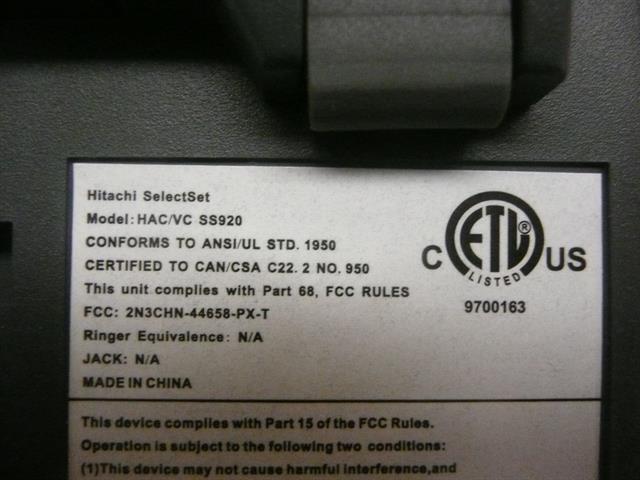 Hitachi SelectSet
Model: HAC/VC SS920
CONFORMS TO ANSI/UL STD. 1950
CERTIFIED TO CAN/CSA C22. 2 NO. 950
This unit complies with Part 68, FCC RULES
FCC: 2N3CHN-44658-PX-T
Ringer Equivalence: N/A
JACK: N/A
MADE IN CHINA
C ETL® US
LISTED
9700163
This device complies with Part 15 of the FCC Rules.
Operation is subject to the following two conditions:
(1)This device may not cause harmful interference,and